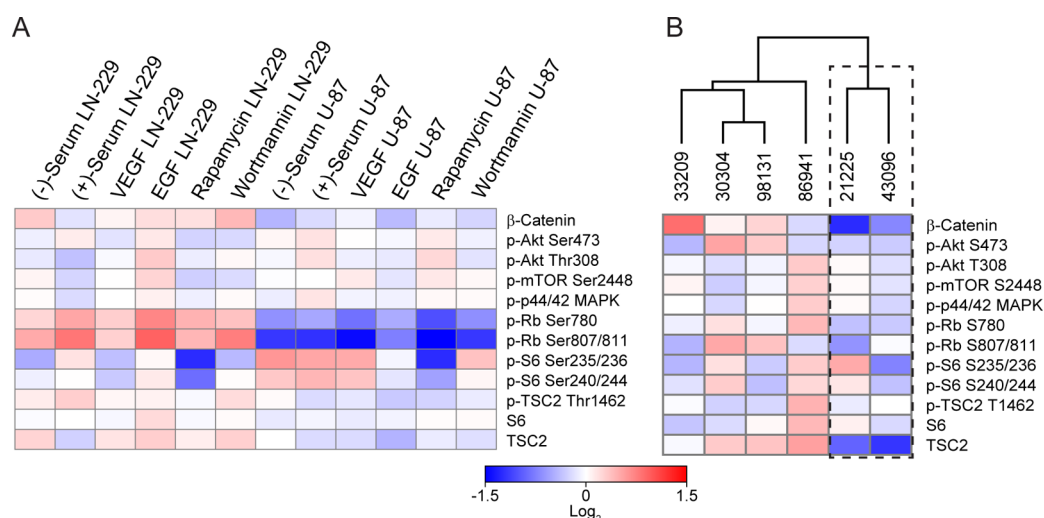 A
(-)-Serum LN-229
(+)-Serum LN-229
VEGF LN-229
EGF LN-229
Rapamycin LN-229
Wortmannin LN-229
(-)-Serum U-87
(+)-Serum U-87
VEGF U-87
EGF U-87
Rapamycin U-87
Wortmannin U-87
β-Catenin
p-Akt Ser473
p-Akt Thr308
p-mTOR Ser2448
p-p44/42 MAPK
p-Rb Ser780
p-Rb Ser807/811
p-S6 Ser235/236
p-S6 Ser240/244
p-TSC2 Thr1462
S6
TSC2
B
33209
30304
98131
86941
21225
43096
β-Catenin
p-Akt S473
p-Akt T308
p-mTOR S2448
p-p44/42 MAPK
p-Rb S780
p-Rb S807/811
p-S6 S235/236
p-S6 S240/244
p-TSC2 T1462
S6
TSC2
-1.5 0 1.5
Log